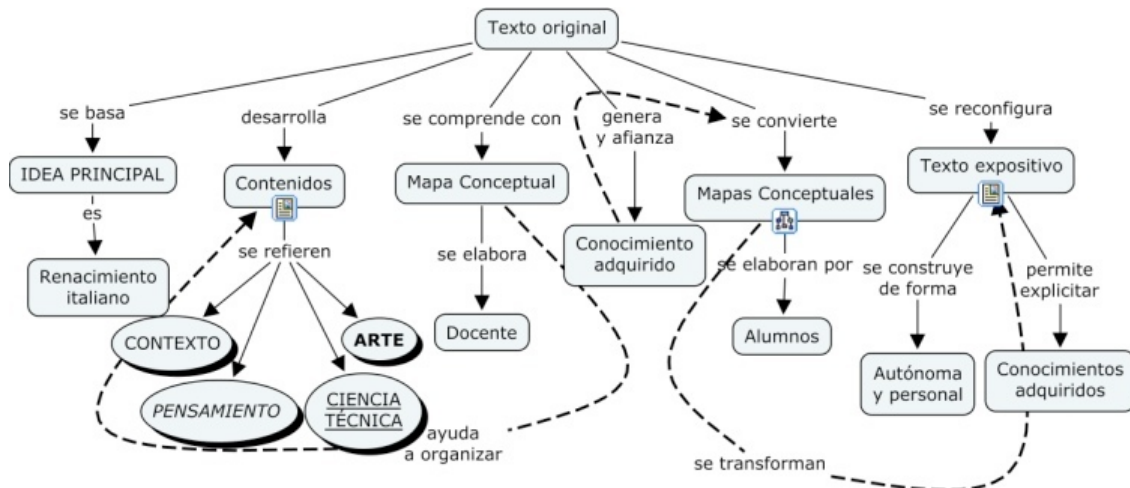 Texto original
se basa
desarrolla
se comprende con
genera
y afianza
se convierte
se reconfigura
IDEA PRINCIPAL
Contenidos
Mapa Conceptual
Mapas Conceptuales
Texto expositivo
es
se refieren
se elabora
Conocimiento
adquirido
se elaboran por
se construye
de forma
permite
explicitar
Renacimiento
italiano
CONTEXTO
ARTE
Docente
Alumnos
Autónoma
y personal
Conocimientos
adquiridos
PENSAMIENTO
CIENCIA
TÉCNICA
ayuda
a organizar
se transforman